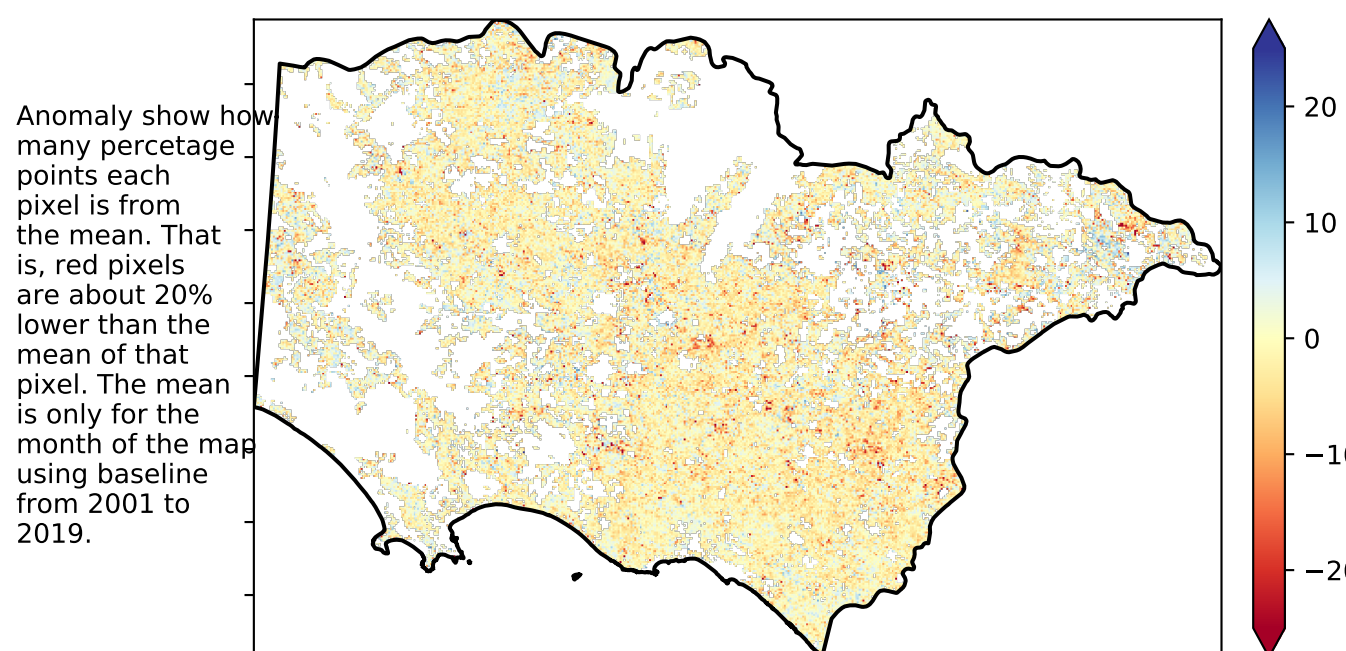 Anomaly show how
many percetage
points each
pixel is from
the mean. That
is, red pixels
are about 20%
lower than the
mean of that
pixel. The mean
is only for the
month of the map
using baseline
from 2001 to
2019.
20
10
0
−10
−20